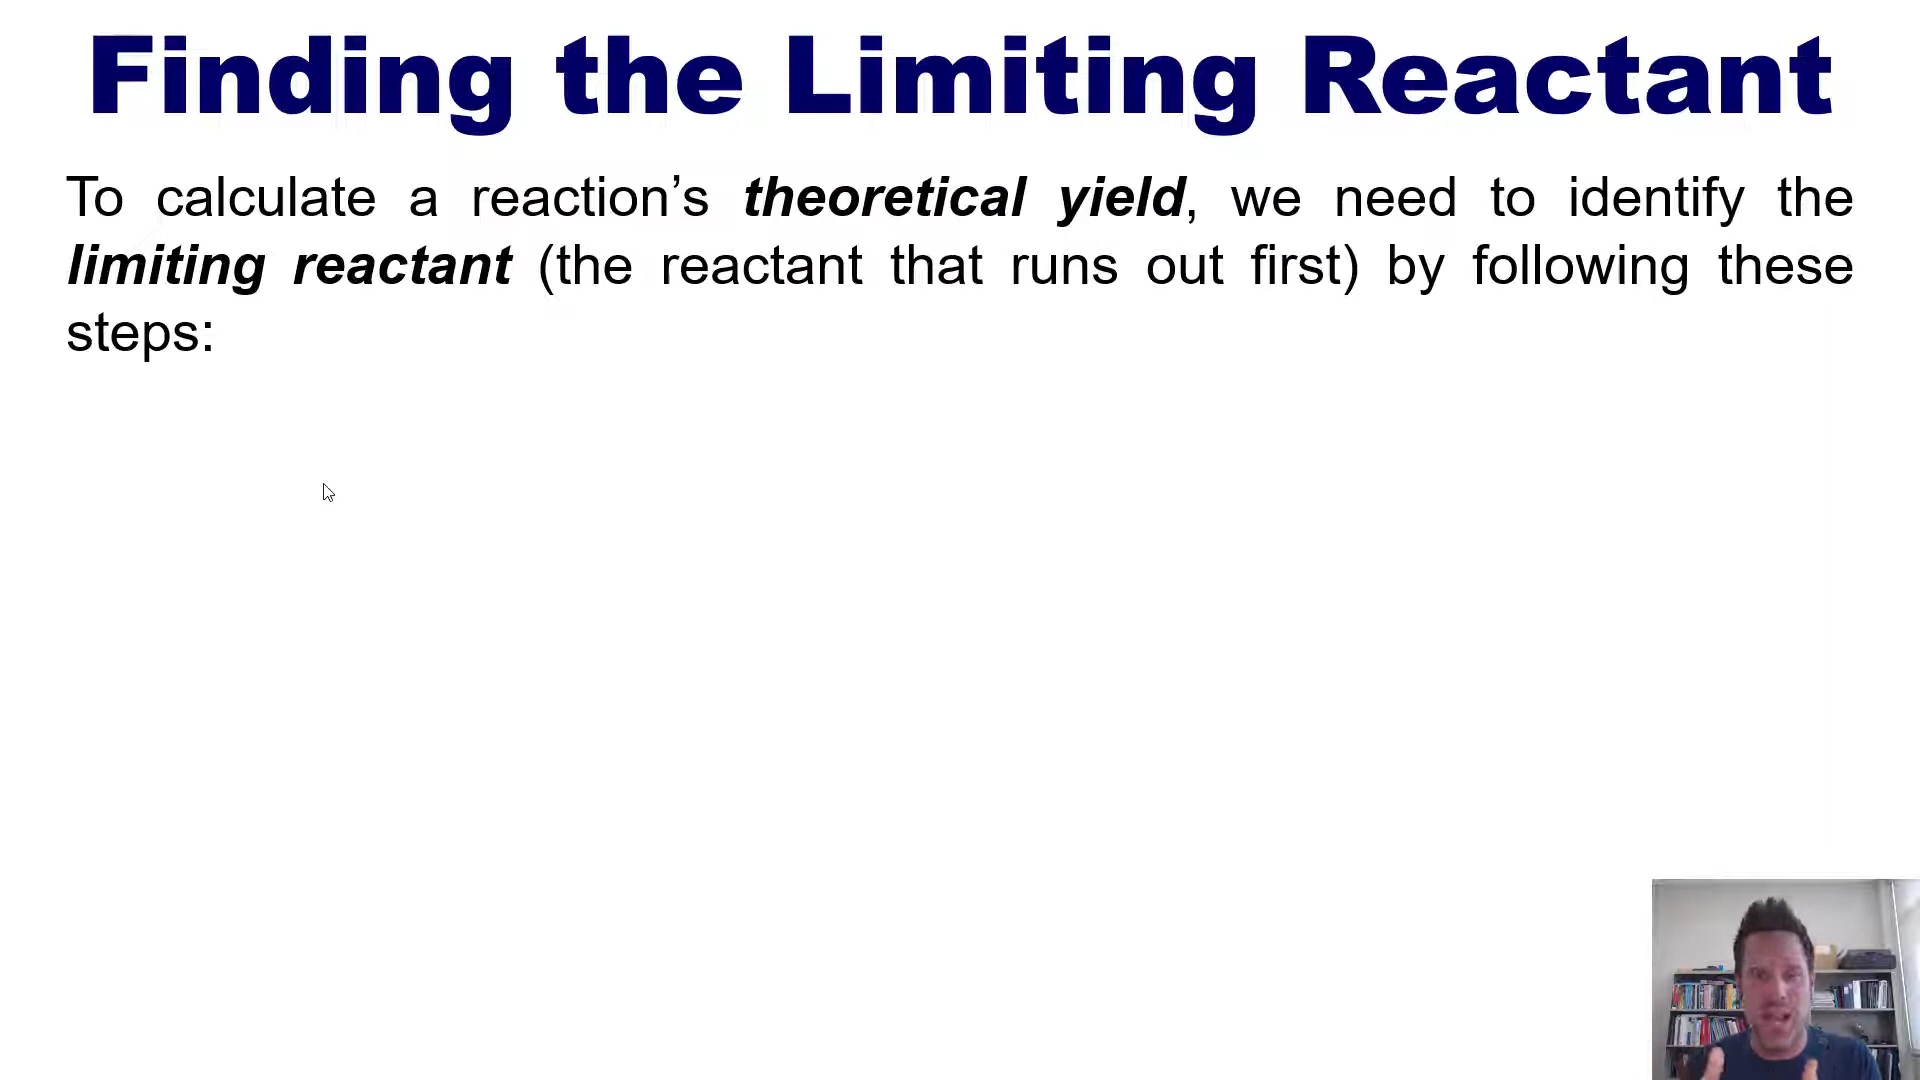 Finding the Limiting Reactant
To calculate a reaction’s theoretical yield, we need to identify the
limiting reactant (the reactant that runs out first) by following these
steps: